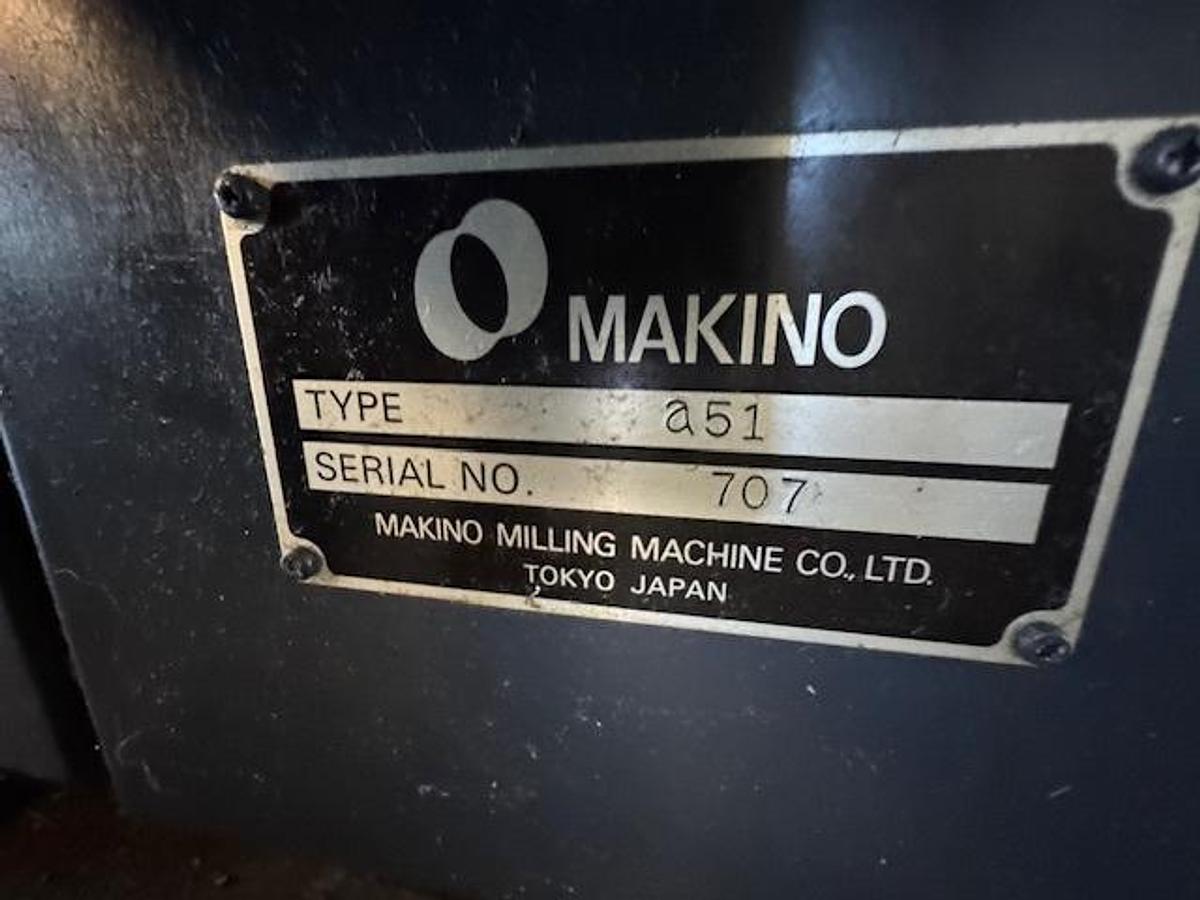 MAKINO
TYPE a51
SERIAL NO. 707
MAKINO MILLING MACHINE CO., LTD.
TOKYO JAPAN